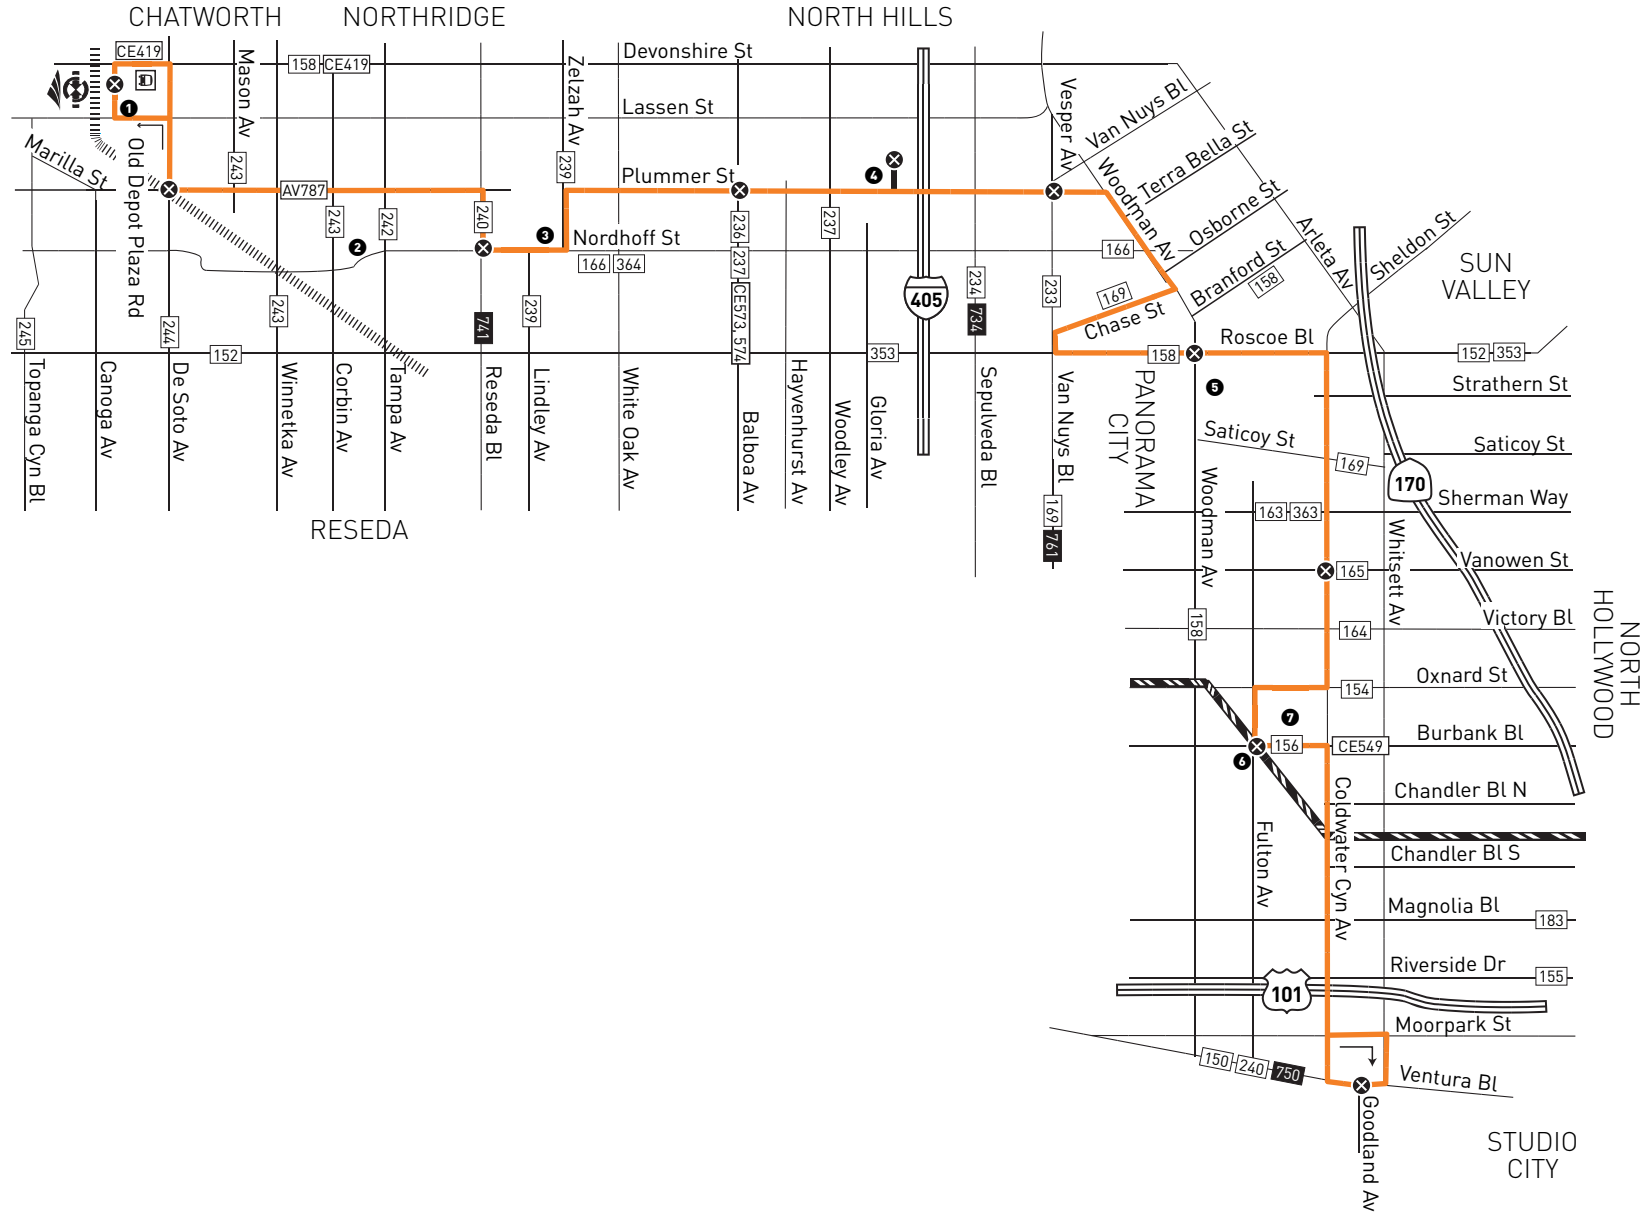 CHATWORTH
NORTHRIDGE
NORTH HILLS
CE419
158
CE419
Devonshire St
Lassen St
Mason Av
Zelzah Av
Vesper Av
Van Nuys Bl
Terra Bella St
Osborne St
Branford St
158
Woodman Av
Arleta Av
Sheldon St
SUN
VALLEY
1
Old Depot Plaza Rd
Marilla St
243
239
Plummer St
4
AV787
243
242
240
2
3
Nordhoff St
166
364
236
237
CE573, 574
237
405
234
734
233
166
169
Chase St
Roscoe Bl
158
245
244
152
243
741
239
353
152
353
Topanga Cyn Bl
Canoga Av
De Soto Av
Winnetka Av
Corbin Av
Tampa Av
Reseda Bl
Lindley Av
White Oak Av
Balboa Av
Hayvenhurst Av
Woodley Av
Gloria Av
Sepulveda Bl
Van Nuys Bl
169
761
PANORAMA
CITY
5
RESEDA
Strathern St
Saticoy St
169
Saticoy St
170
Sherman Way
163
363
Woodman Av
Whitsett Av
Vanowen St
165
158
164
Victory Bl
NORTH
HOLLYWOOD
Oxnard St
154
7
156
CE549
Burbank Bl
6
Chandler Bl N
Coldwater Cyn Av
Fulton Av
Chandler Bl S
Magnolia Bl
183
Riverside Dr
155
101
Moorpark St
150
240
750
Ventura Bl
Goodland Av
STUDIO
CITY